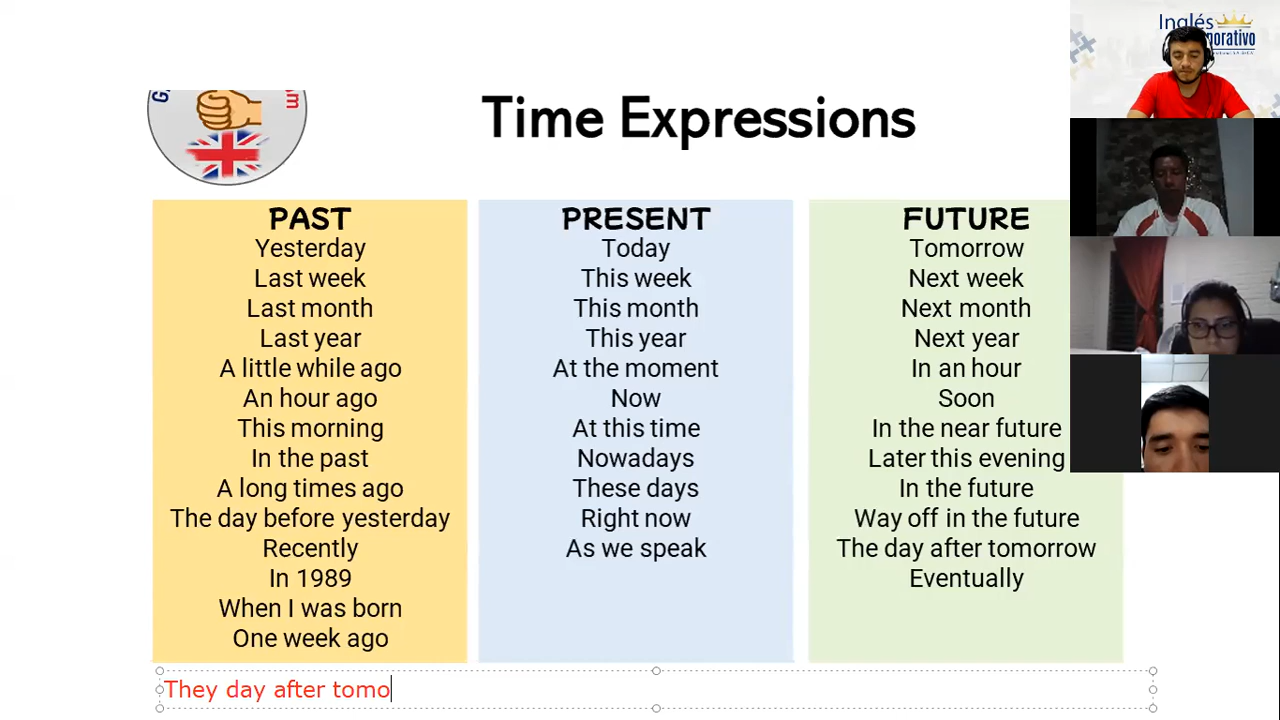 Inglés
Time Expressions
PAST
Yesterday
Last week
Last month
Last year
A little while ago
An hour ago
This morning
In the past
A long times ago
The day before yesterday
Recently
In 1989
When I was born
One week ago
PRESENT
Today
This week
This month
This year
At the moment
Now
At this time
Nowadays
These days
Right now
As we speak
FUTURE
Tomorrow
Next week
Next month
Next year
In an hour
Soon
In the near future
Later this evening
In the future
Way off in the future
The day after tomorrow
Eventually
They day after tomo